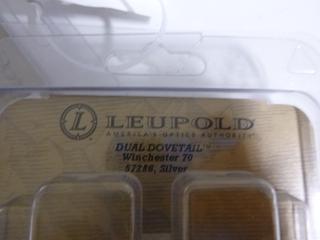 LEUPOLD
AMERICA'S OPTICS AUTHORITY
DUAL DOVETAIL
Winchester 70
57286, Silver